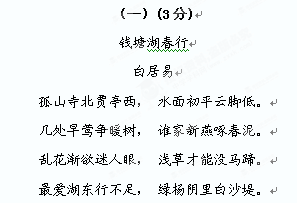 (一)(3分)
钱塘湖春行
白居易
孤山寺北贾亭西， 水面初平云脚低。
几处早莺争暖树， 谁家新燕啄春泥。
乱花渐欲迷人眼， 浅草才能没马蹄。
最爱湖东行不足， 绿杨阴里白沙堤。